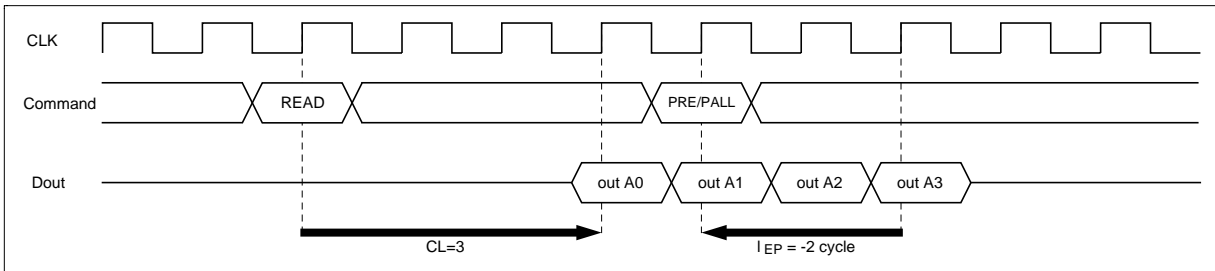 CLK
Command
READ
PRE/PALL
Dout
out A0
out A1
out A2
out A3
CL=3
l EP = -2 cycle